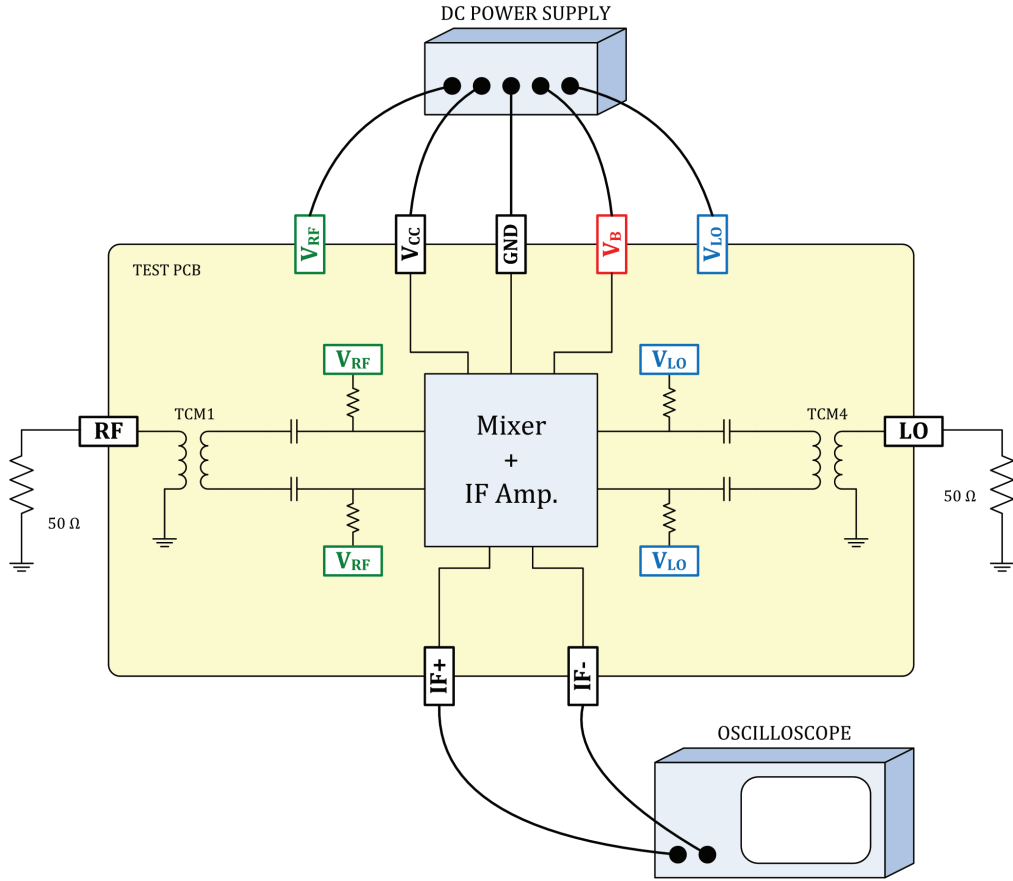 DC POWER SUPPLY
VRF
VCC
GND
VB
VLO
TEST PCB
VRF
VLO
RF
TCM1
Mixer
+
IF Amp.
TCM4
LO
50 Ω
50 Ω
VRF
VLO
IF+
IF-
OSCILLOSCOPE